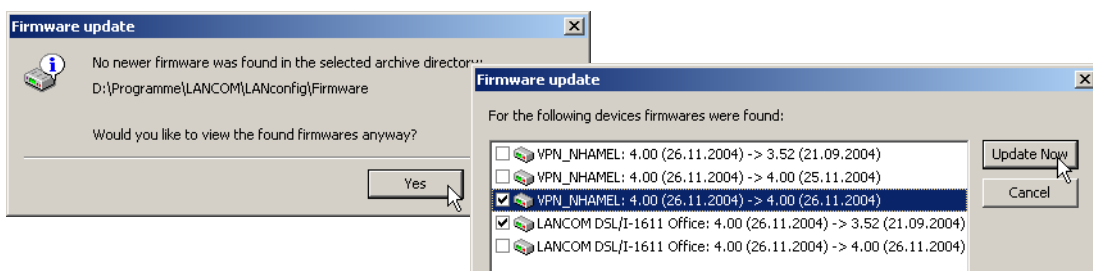 Firmware update
No newer firmware was found in the selected archive directory:
D:\Programme\LANCOM\LANconfig\Firmware
Would you like to view the found firmwares anyway?
Yes
Firmware update
For the following devices firmwares were found:
VPN_NHAMEL: 4.00 (26.11.2004) -> 3.52 (21.09.2004)
VPN_NHAMEL: 4.00 (26.11.2004) -> 4.00 (25.11.2004)
VPN_NHAMEL: 4.00 (26.11.2004) -> 4.00 (26.11.2004)
LANCOM DSL/I-1611 Office: 4.00 (26.11.2004) -> 3.52 (21.09.2004)
LANCOM DSL/I-1611 Office: 4.00 (26.11.2004) -> 4.00 (26.11.2004)
Update Now
Cancel